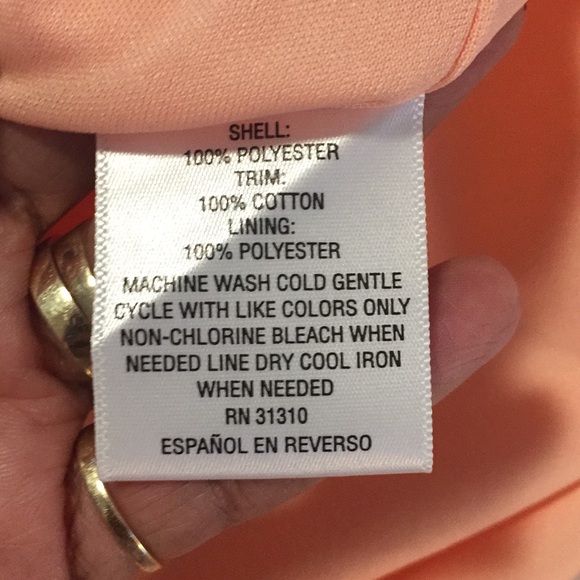 SHELL:
100% POLYESTER
TRIM:
100% COTTON
LINING:
100% POLYESTER
MACHINE WASH COLD GENTLE
CYCLE WITH LIKE COLORS ONLY
NON-CHLORINE BLEACH WHEN
NEEDED LINE DRY COOL IRON
WHEN NEEDED
RN 31310
ESPAÑOL EN REVERSO